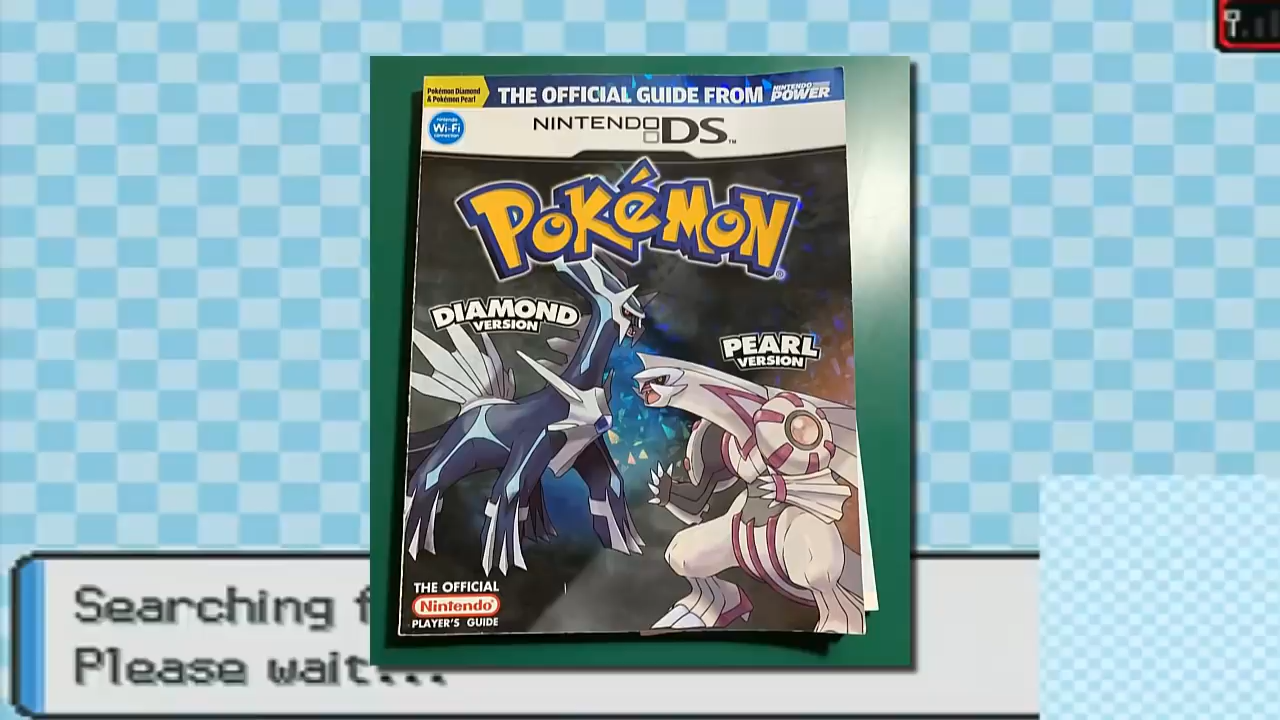 Pokémon Diamond
& Pokémon Pearl
THE OFFICIAL GUIDE FROM NINTENDO POWER
Nintendo
Wi-Fi
connection
NINTENDO DS™
POKéMON®
DIAMOND
VERSION
PEARL
VERSION
THE OFFICIAL
Nintendo®
PLAYER'S GUIDE
Searching f
Please wait...